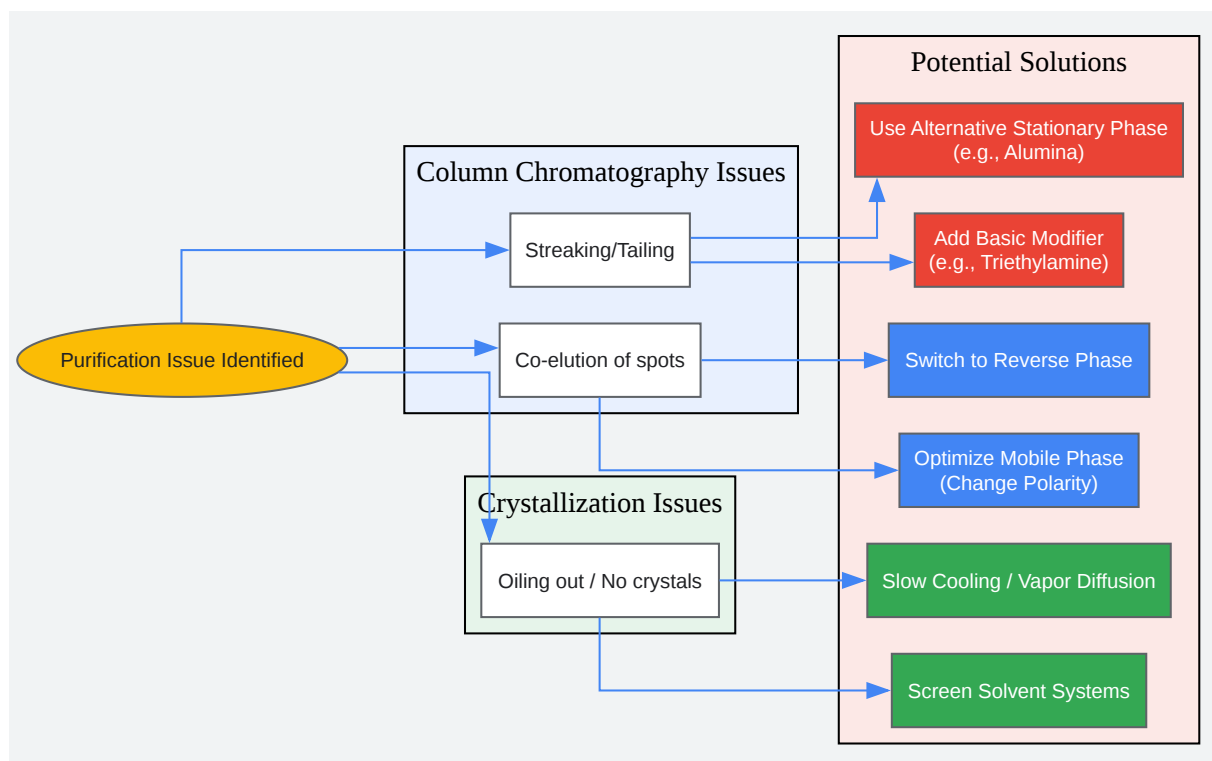 Potential Solutions
Use Alternative Stationary Phase
(e.g., Alumina)
Column Chromatography Issues
Streaking/Tailing
Add Basic Modifier
(e.g., Triethylamine)
Purification Issue Identified
Co-elution of spots
Switch to Reverse Phase
Optimize Mobile Phase
(Change Polarity)
Crystallization Issues
Oiling out / No crystals
Slow Cooling / Vapor Diffusion
Screen Solvent Systems